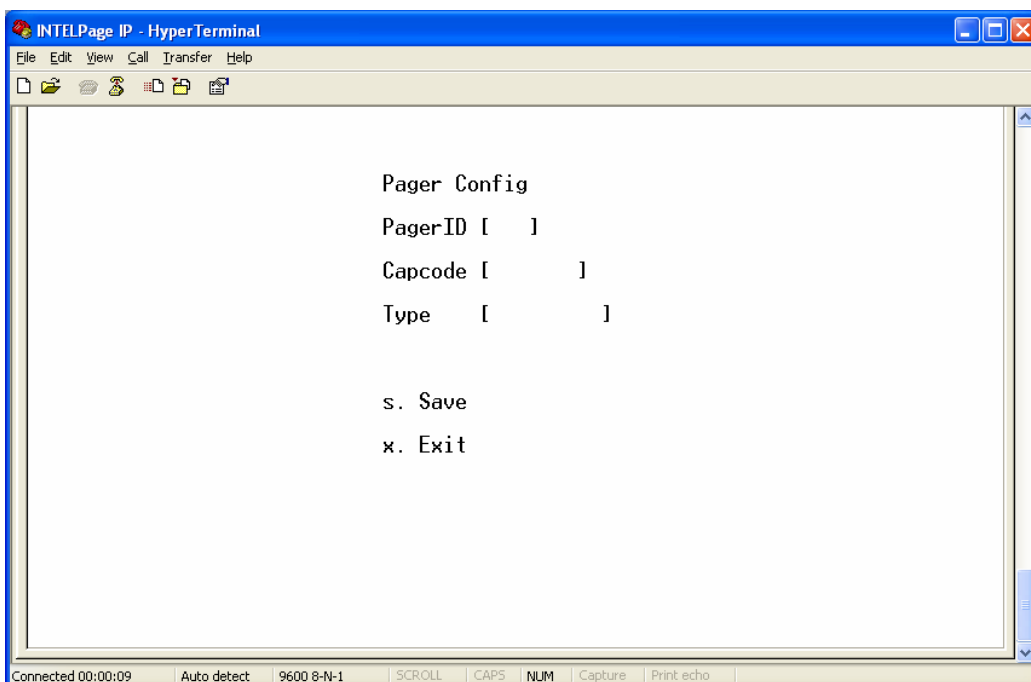 INTELPage IP - HyperTerminal
File Edit View Call Transfer Help
Pager Config
PagerID [   ]
Capcode [       ]
Type    [         ]
s. Save
x. Exit
Connected 00:00:09 Auto detect 9600 8-N-1 SCROLL CAPS NUM Capture Print echo